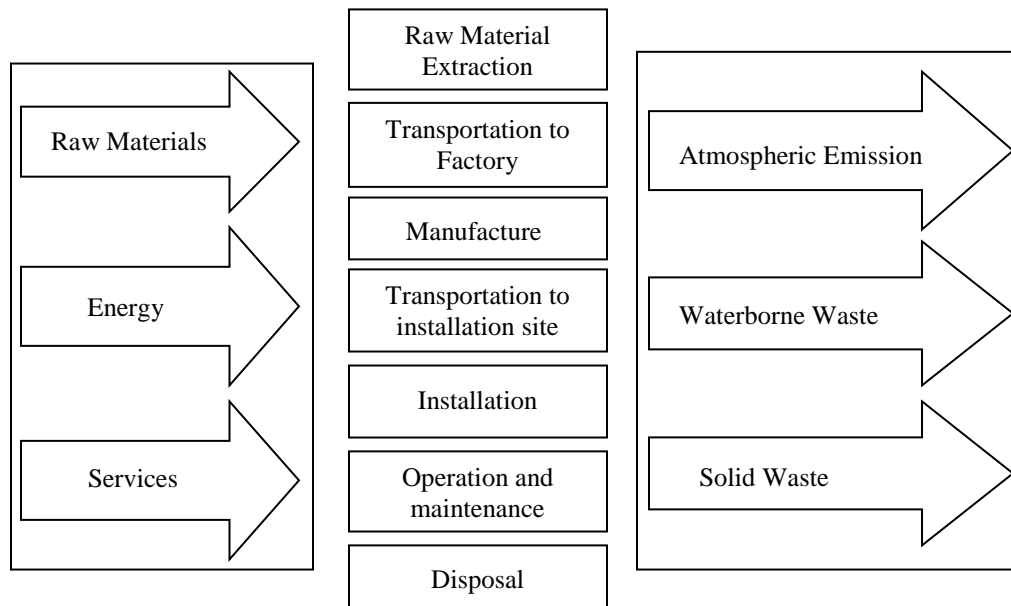 Raw Materials
Energy
Services
Raw Material
Extraction
Transportation to
Factory
Manufacture
Transportation to
installation site
Installation
Operation and
maintenance
Disposal
Atmospheric Emission
Waterborne Waste
Solid Waste